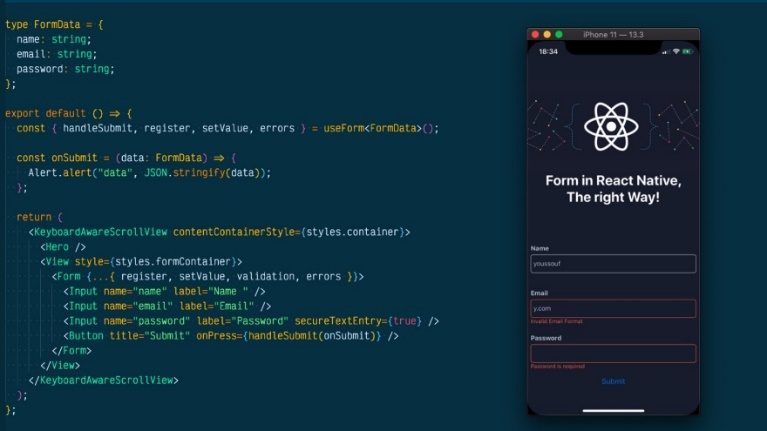 type FormData = {
  name: string;
  email: string;
  password: string;
};
export default () => {
  const { handleSubmit, register, setValue, errors } = useForm<FormData>();
  const onSubmit = (data: FormData) => {
    Alert.alert("data", JSON.stringify(data));
  };
  return (
    <KeyboardAwareScrollView contentContainerStyle={styles.container}>
      <Hero />
      <View style={styles.formContainer}>
        <Form {...{ register, setValue, validation, errors }}>
          <Input name="name" label="Name " />
          <Input name="email" label="Email" />
          <Input name="password" label="Password" secureTextEntry={true} />
          <Button title="Submit" onPress={handleSubmit(onSubmit)} />
        </Form>
      </View>
    </KeyboardAwareScrollView>
  );
};
iPhone 11 — 13.3
18:34
Form in React Native,
The right Way!
Name
youssouf
Email
y.com
Invalid Email Format
Password
Password is required
Submit